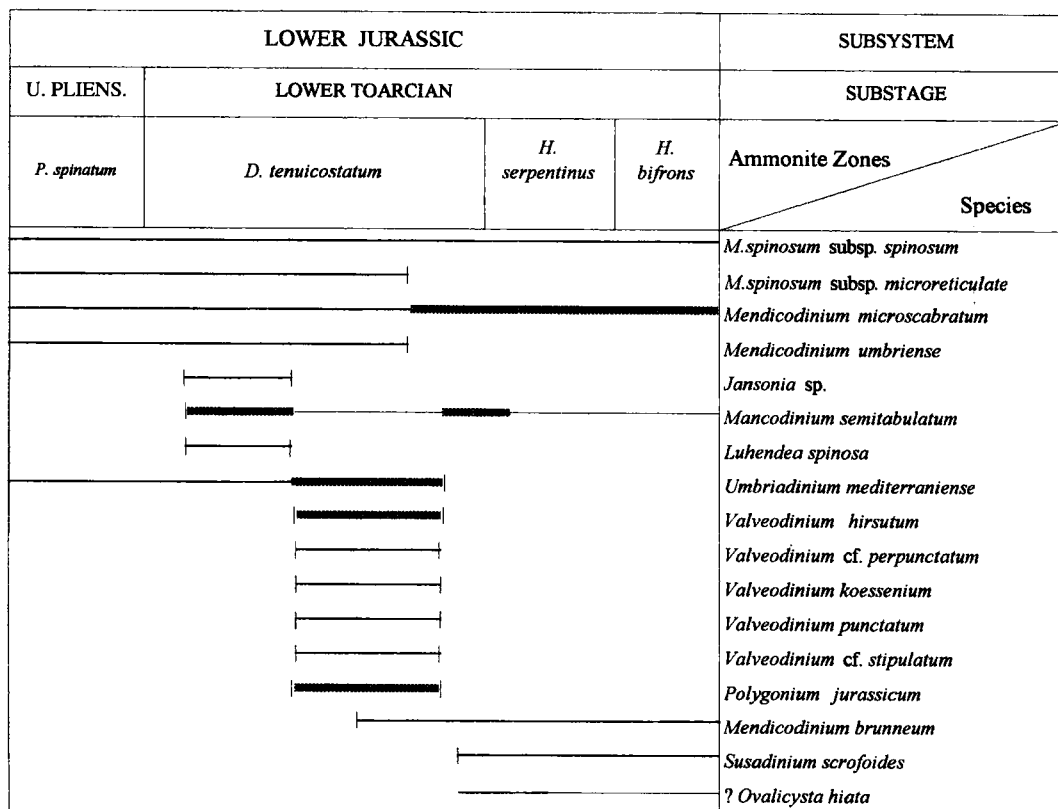 LOWER JURASSIC SUBSYSTEM
U. PLIENS. LOWER TOARCIAN SUBSTAGE
P. spinatum D. tenuicostatum H. serpentinus H. bifrons Ammonite Zones
Species
M.spinosum subsp. spinosum
M.spinosum subsp. microreticulate
Mendicodinium microscabratum
Mendicodinium umbriense
Jansonia sp.
Mancodinium semitabulatum
Luhendea spinosa
Umbriadinium mediterraniense
Valveodinium hirsutum
Valveodinium cf. perpunctatum
Valveodinium koessenium
Valveodinium punctatum
Valveodinium cf. stipulatum
Polygonium jurassicum
Mendicodinium brunneum
Susadinium scrofoides
? Ovalicysta hiata